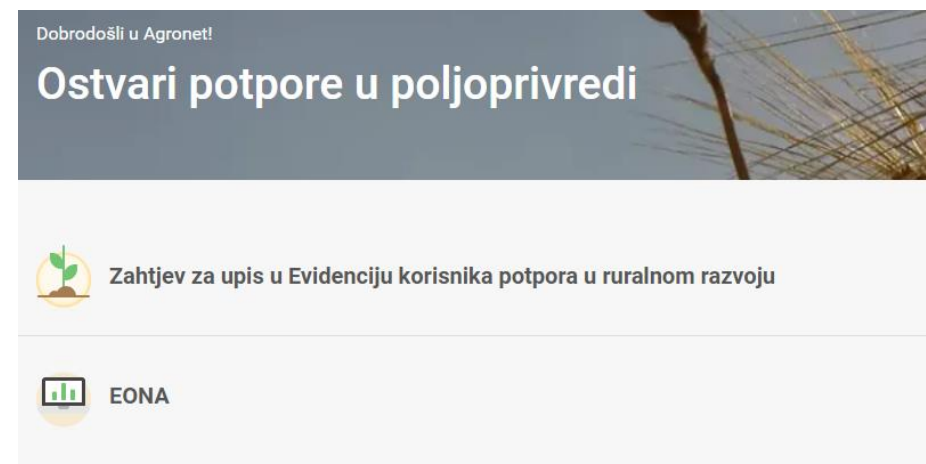 Dobrodošli u Agronet!
Ostvari potpore u poljoprivredi
Zahtjev za upis u Evidenciju korisnika potpora u ruralnom razvoju
EONA